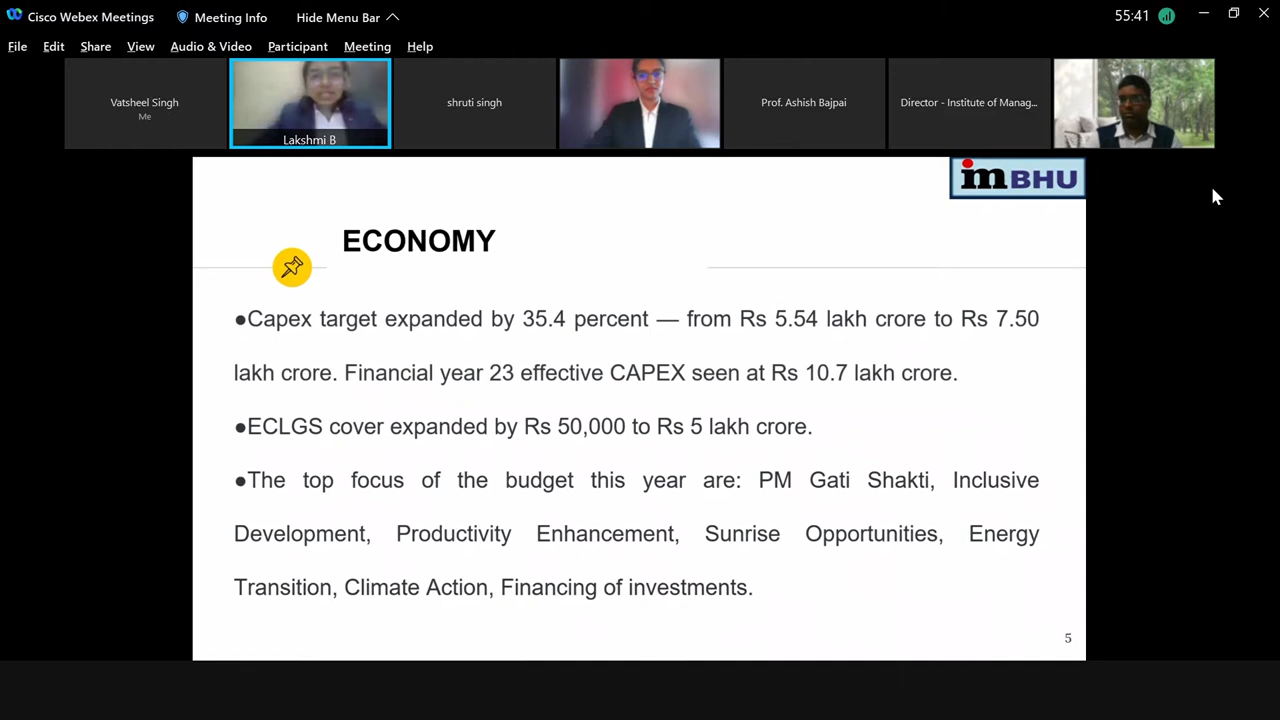 Cisco Webex Meetings
Meeting Info
Hide Menu Bar
55:41
File Edit Share View Audio & Video Participant Meeting Help
Vatsheel Singh
Me
Lakshmi B
shruti singh
Prof. Ashish Bajpai
Director - Institute of Manag...
im BHU
ECONOMY
●Capex target expanded by 35.4 percent — from Rs 5.54 lakh crore to Rs 7.50
lakh crore. Financial year 23 effective CAPEX seen at Rs 10.7 lakh crore.
●ECLGS cover expanded by Rs 50,000 to Rs 5 lakh crore.
●The top focus of the budget this year are: PM Gati Shakti, Inclusive
Development, Productivity Enhancement, Sunrise Opportunities, Energy
Transition, Climate Action, Financing of investments.
5